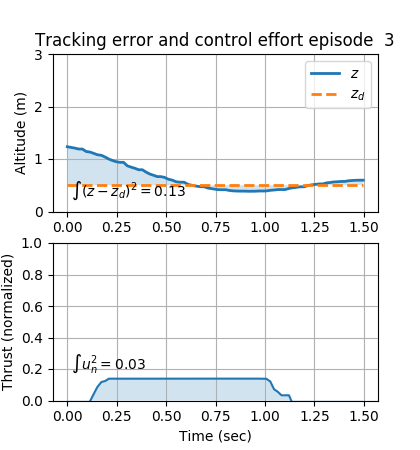 Tracking error and control effort episode 3
3
2
1
0
Altitude (m)
z
z_d
∫(z − z_d)² = 0.13
0.00 0.25 0.50 0.75 1.00 1.25 1.50
1.0
0.8
0.6
0.4
0.2
0.0
Thrust (normalized)
∫u_n² = 0.03
0.00 0.25 0.50 0.75 1.00 1.25 1.50
Time (sec)